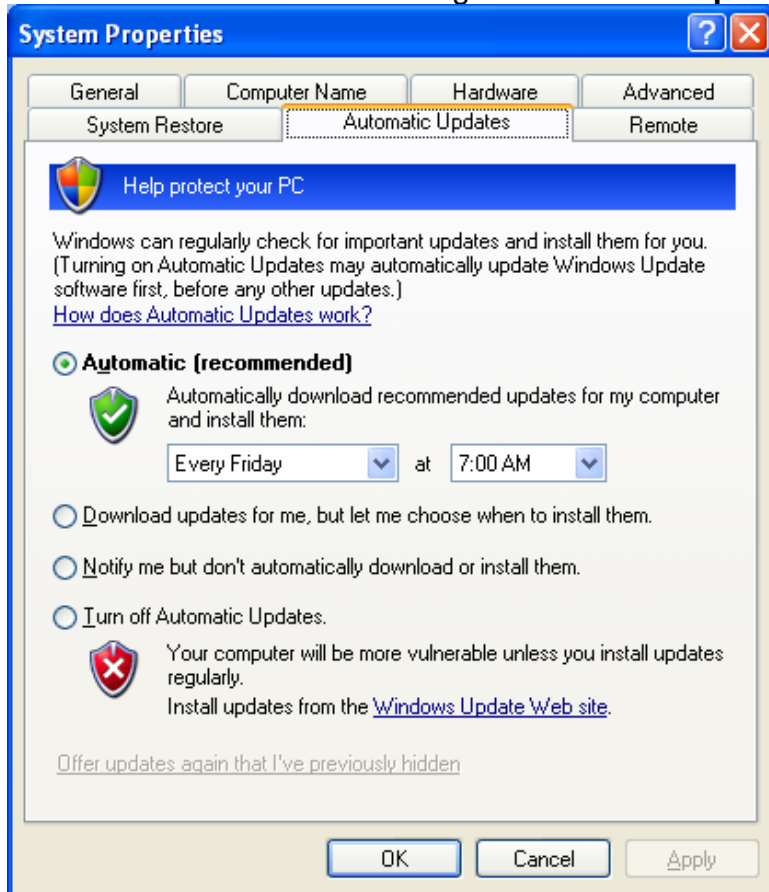 System Properties
General Computer Name Hardware Advanced
System Restore Automatic Updates Remote
Help protect your PC
Windows can regularly check for important updates and install them for you.
(Turning on Automatic Updates may automatically update Windows Update
software first, before any other updates.)
How does Automatic Updates work?
Automatic (recommended)
Automatically download recommended updates for my computer
and install them:
Every Friday at 7:00 AM
Download updates for me, but let me choose when to install them.
Notify me but don't automatically download or install them.
Turn off Automatic Updates.
Your computer will be more vulnerable unless you install updates
regularly.
Install updates from the Windows Update Web site.
Offer updates again that I've previously hidden
OK Cancel Apply